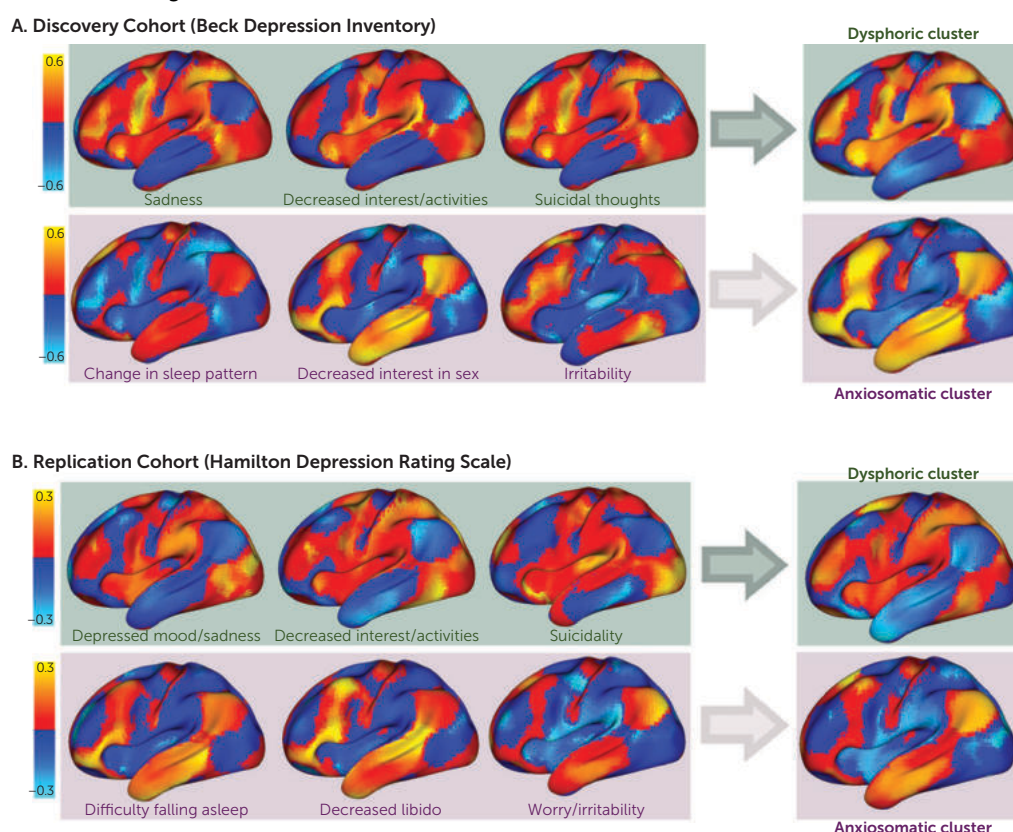 A. Discovery Cohort (Beck Depression Inventory)
Dysphoric cluster
0.6
−0.6
Sadness
Decreased interest/activities
Suicidal thoughts
0.6
−0.6
Change in sleep pattern
Decreased interest in sex
Irritability
Anxiosomatic cluster
B. Replication Cohort (Hamilton Depression Rating Scale)
Dysphoric cluster
0.3
−0.3
Depressed mood/sadness
Decreased interest/activities
Suicidality
0.3
−0.3
Difficulty falling asleep
Decreased libido
Worry/irritability
Anxiosomatic cluster